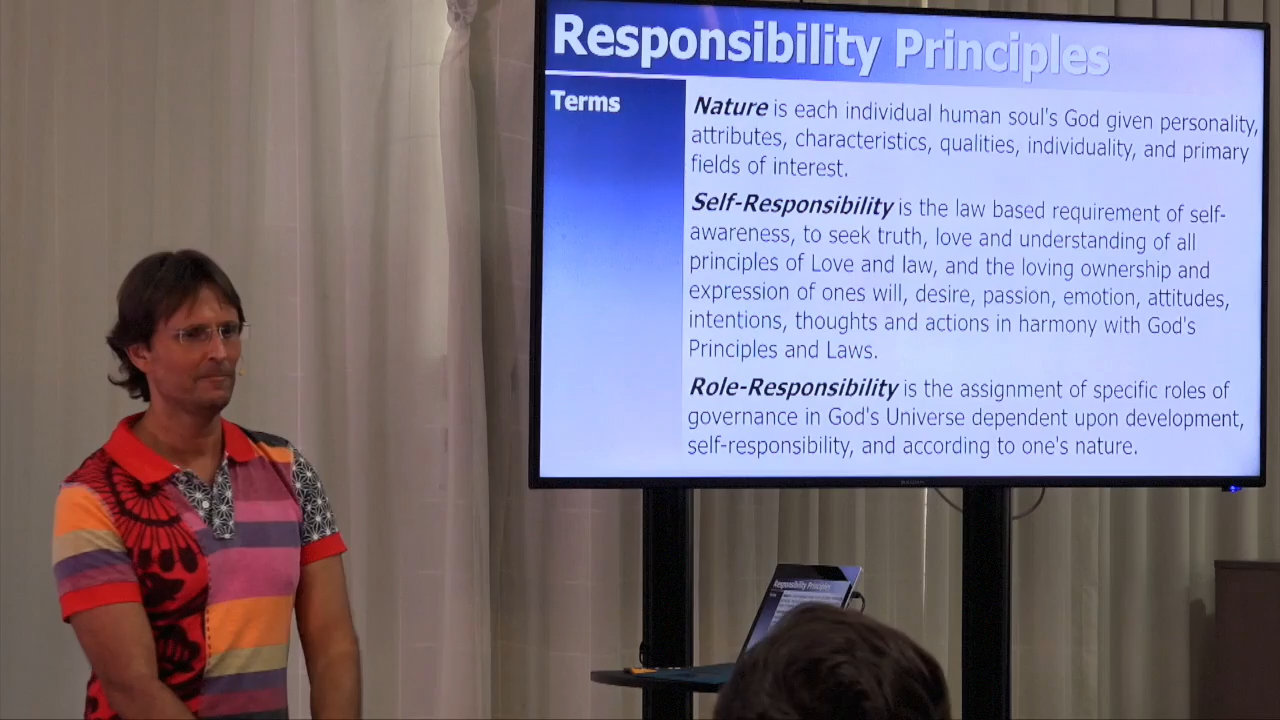 Responsibility Principles
Terms
Nature is each individual human soul's God given personality,
attributes, characteristics, qualities, individuality, and primary
fields of interest.
Self-Responsibility is the law based requirement of self-
awareness, to seek truth, love and understanding of all
principles of Love and law, and the loving ownership and
expression of ones will, desire, passion, emotion, attitudes,
intentions, thoughts and actions in harmony with God's
Principles and Laws.
Role-Responsibility is the assignment of specific roles of
governance in God's Universe dependent upon development,
self-responsibility, and according to one's nature.
Responsibility Principles